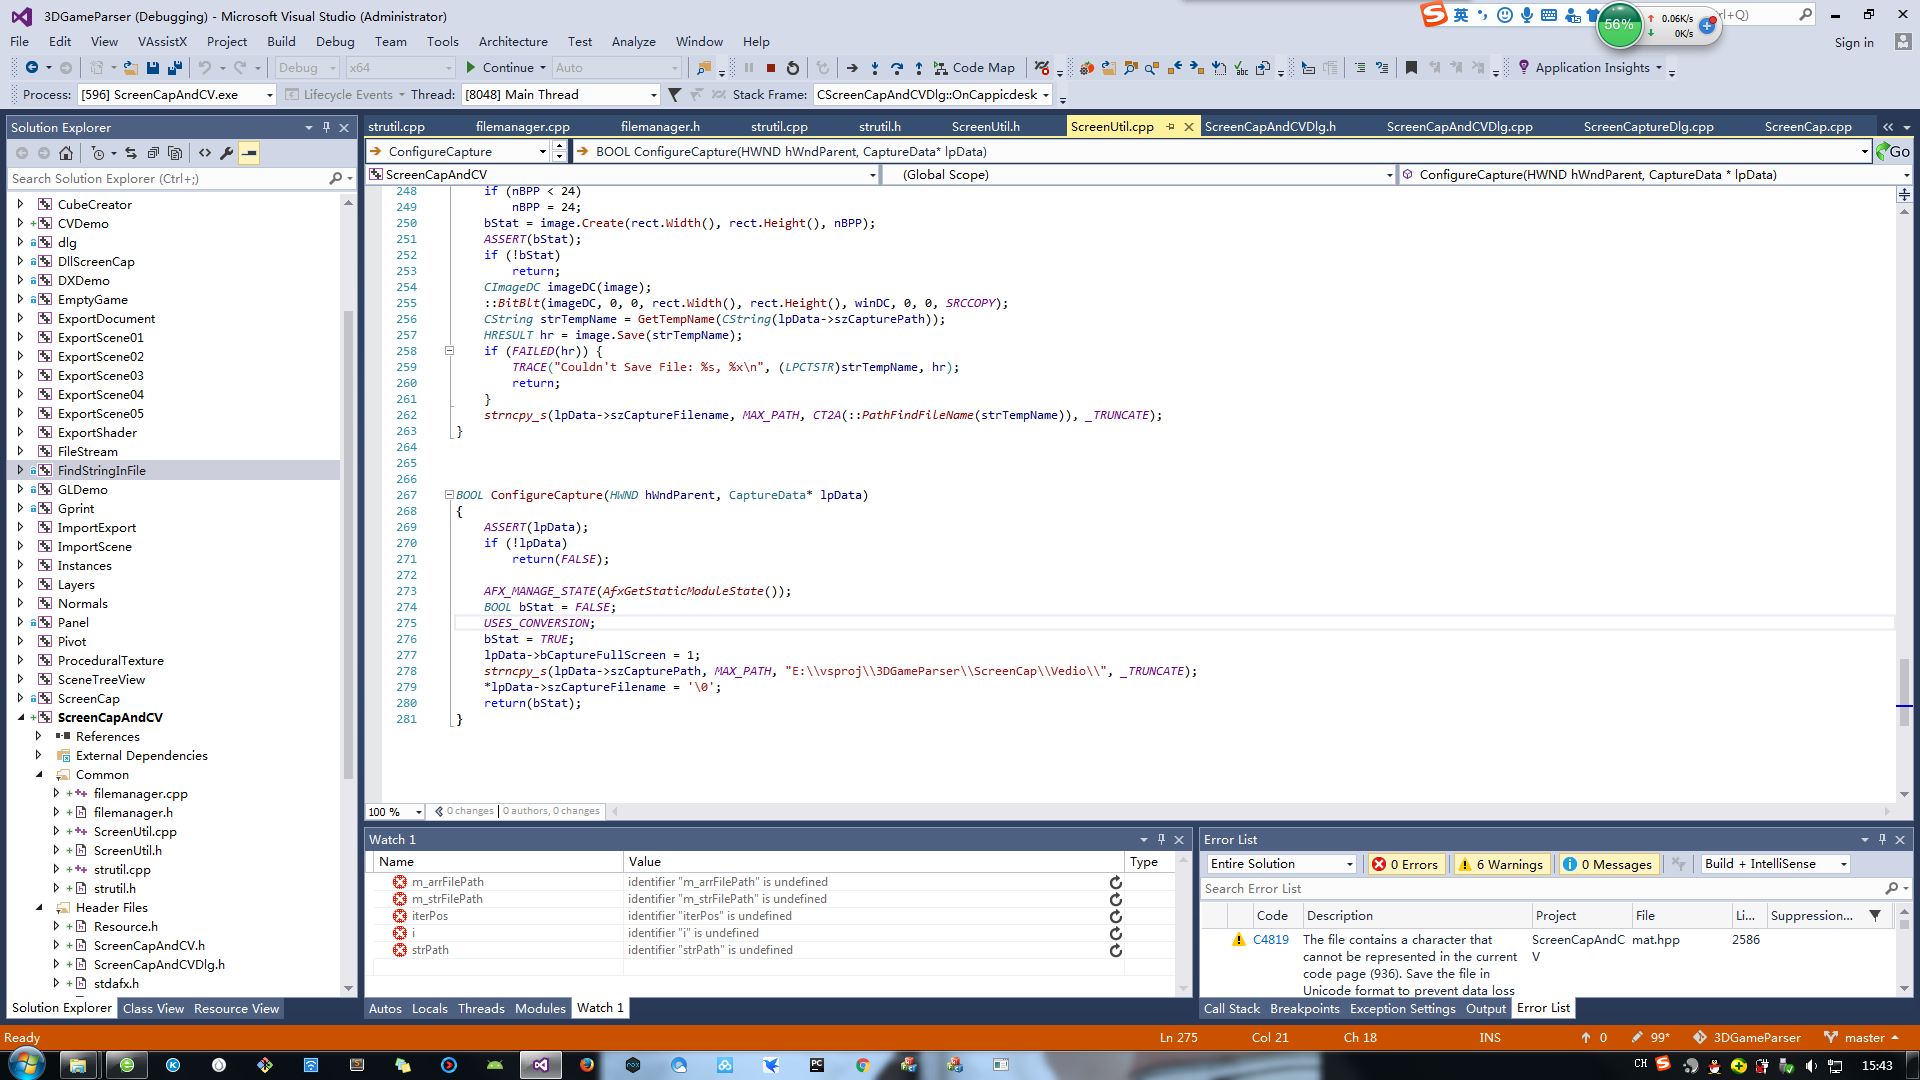 3DGameParser (Debugging) - Microsoft Visual Studio (Administrator)
英
56%
0.06K/s
0K/s
rl+Q)
File Edit View VAssistX Project Build Debug Team Tools Architecture Test Analyze Window Help
Sign in
Debug x64 Continue Auto Code Map Application Insights
Process: [596] ScreenCapAndCV.exe Lifecycle Events Thread: [8048] Main Thread Stack Frame: CScreenCapAndCVDlg::OnCappicdesk
Solution Explorer
Search Solution Explorer (Ctrl+;)
CubeCreator
CVDemo
dlg
DllScreenCap
DXDemo
EmptyGame
ExportDocument
ExportScene01
ExportScene02
ExportScene03
ExportScene04
ExportScene05
ExportShader
FileStream
FindStringInFile
GLDemo
Gprint
ImportExport
ImportScene
Instances
Layers
Normals
Panel
Pivot
ProceduralTexture
SceneTreeView
ScreenCap
ScreenCapAndCV
References
External Dependencies
Common
filemanager.cpp
filemanager.h
ScreenUtil.cpp
ScreenUtil.h
strutil.cpp
strutil.h
Header Files
Resource.h
ScreenCapAndCV.h
ScreenCapAndCVDlg.h
stdafx.h
Solution Explorer Class View Resource View
strutil.cpp filemanager.cpp filemanager.h strutil.cpp strutil.h ScreenUtil.h ScreenUtil.cpp ScreenCapAndCVDlg.h ScreenCapAndCVDlg.cpp ScreenCaptureDlg.cpp ScreenCap.cpp
ConfigureCapture BOOL ConfigureCapture(HWND hWndParent, CaptureData* lpData) Go
ScreenCapAndCV (Global Scope) ConfigureCapture(HWND hWndParent, CaptureData * lpData)
248 if (nBPP < 24)
249 nBPP = 24;
250 bStat = image.Create(rect.Width(), rect.Height(), nBPP);
251 ASSERT(bStat);
252 if (!bStat)
253 return;
254 CImageDC imageDC(image);
255 ::BitBlt(imageDC, 0, 0, rect.Width(), rect.Height(), winDC, 0, 0, SRCCOPY);
256 CString strTempName = GetTempName(CString(lpData->szCapturePath));
257 HRESULT hr = image.Save(strTempName);
258 if (FAILED(hr)) {
259 TRACE("Couldn't Save File: %s, %x\n", (LPCTSTR)strTempName, hr);
260 return;
261 }
262 strncpy_s(lpData->szCaptureFilename, MAX_PATH, CT2A(::PathFindFileName(strTempName)), _TRUNCATE);
263 }
264
265
266
267 BOOL ConfigureCapture(HWND hWndParent, CaptureData* lpData)
268 {
269 ASSERT(lpData);
270 if (!lpData)
271 return(FALSE);
272
273 AFX_MANAGE_STATE(AfxGetStaticModuleState());
274 BOOL bStat = FALSE;
275 USES_CONVERSION;
276 bStat = TRUE;
277 lpData->bCaptureFullScreen = 1;
278 strncpy_s(lpData->szCapturePath, MAX_PATH, "E:\\vsproj\\3DGameParser\\ScreenCap\\Vedio\\", _TRUNCATE);
279 *lpData->szCaptureFilename = '\0';
280 return(bStat);
281 }
100 % 0 changes | 0 authors, 0 changes
Watch 1
Name Value Type
m_arrFilePath identifier "m_arrFilePath" is undefined
m_strFilePath identifier "m_strFilePath" is undefined
iterPos identifier "iterPos" is undefined
i identifier "i" is undefined
strPath identifier "strPath" is undefined
Autos Locals Threads Modules Watch 1
Error List
Entire Solution 0 Errors 6 Warnings 0 Messages Build + IntelliSense
Search Error List
Code Description Project File Li... Suppression...
C4819 The file contains a character that cannot be represented in the current code page (936). Save the file in Unicode format to prevent data loss ScreenCapAndCV mat.hpp 2586
Call Stack Breakpoints Exception Settings Output Error List
Ready Ln 275 Col 21 Ch 18 INS 0 99* 3DGameParser master
CH 15:43